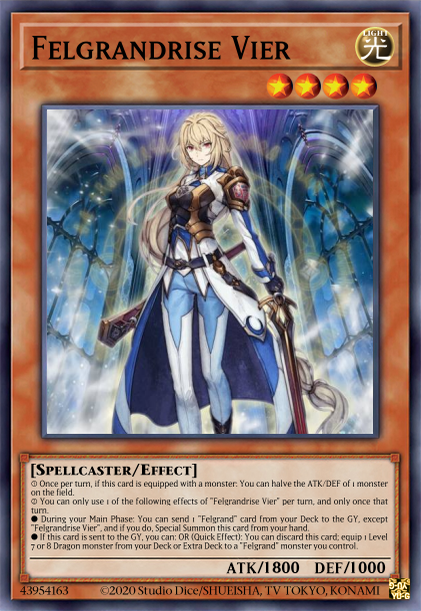 Felgrandrise Vier
LIGHT
光
[Spellcaster/Effect]
① Once per turn, if this card is equipped with a monster: You can halve the ATK/DEF of 1 monster
on the field.
② You can only use 1 of the following effects of "Felgrandrise Vier" per turn, and only once that
turn.
● During your Main Phase: You can send 1 "Felgrand" card from your Deck to the GY, except
"Felgrandrise Vier", and if you do, Special Summon this card from your hand.
● If this card is sent to the GY, you can: OR (Quick Effect): You can discard this card; equip 1 Level
7 or 8 Dragon monster from your Deck or Extra Deck to a "Felgrand" monster you control.
ATK/1800 DEF/1000
43954163 ©2020 Studio Dice/SHUEISHA, TV TOKYO, KONAMI